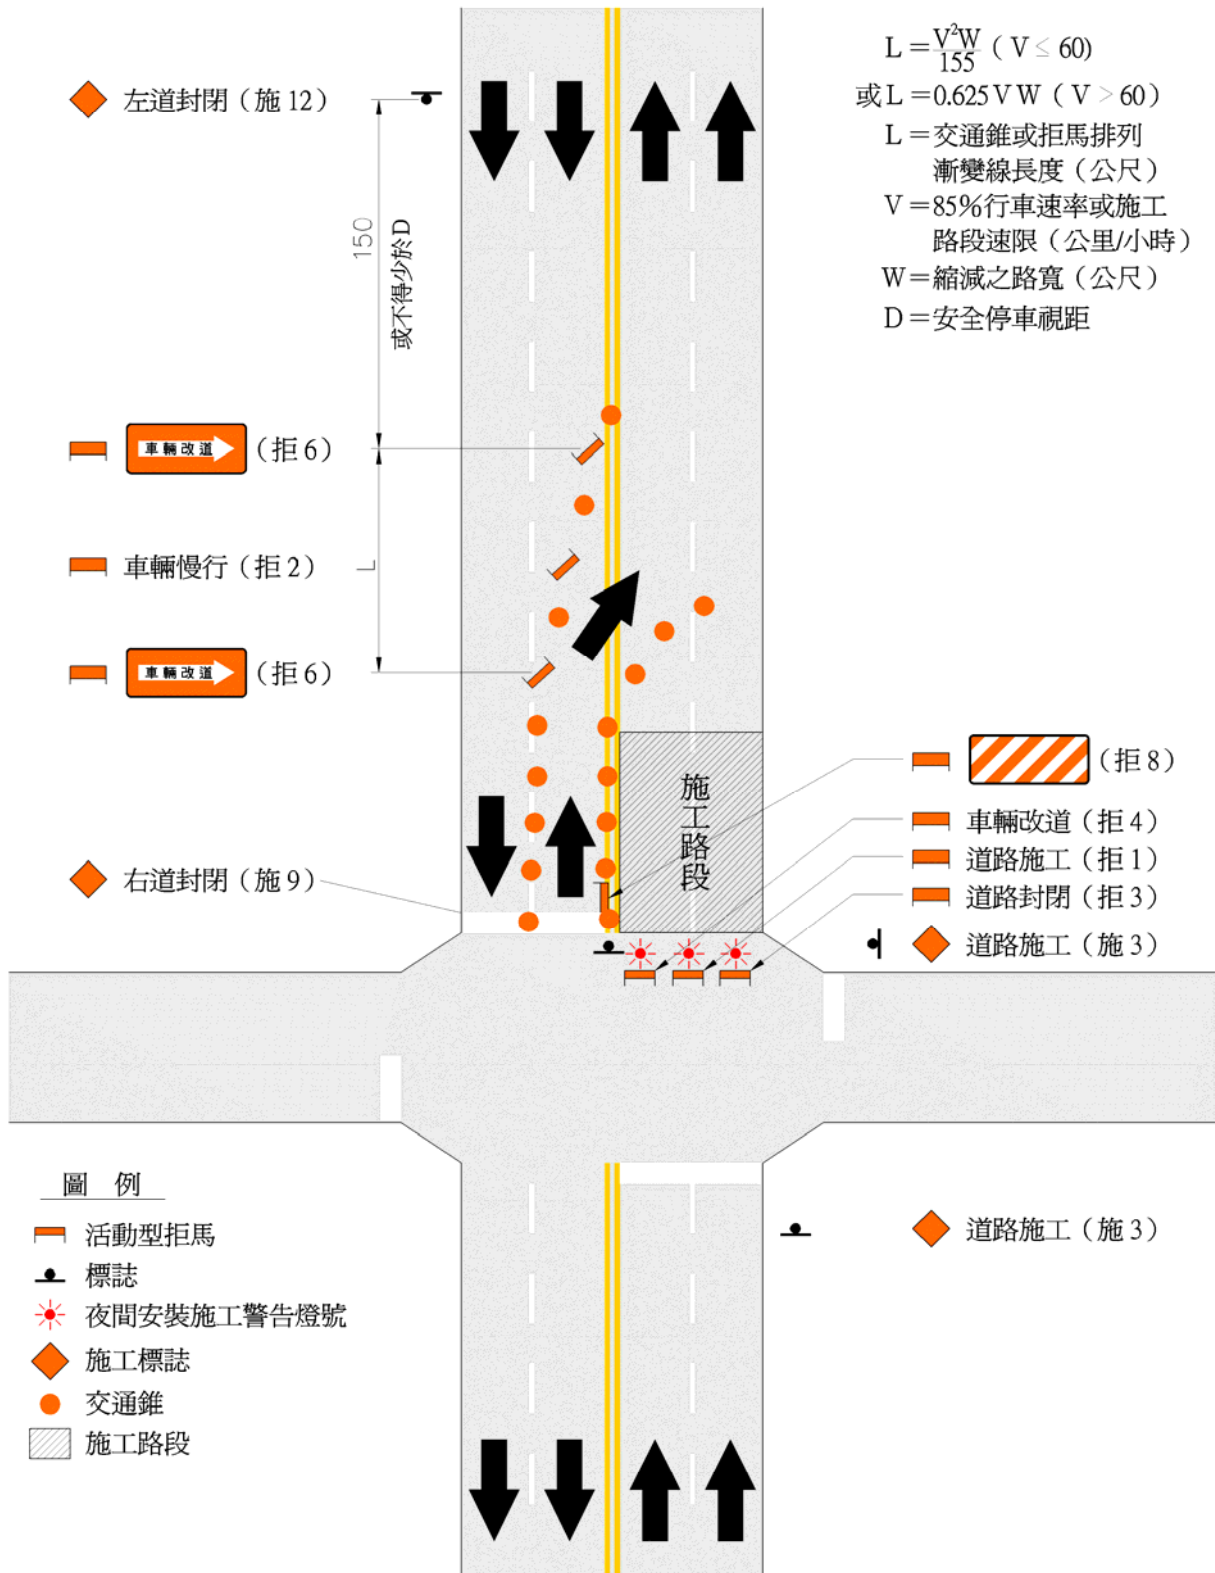 L＝V²W/155（V≤60）
或L＝0.625VW（V＞60）
L＝交通錐或拒馬排列
漸變線長度（公尺）
V＝85%行車速率或施工
路段速限（公里/小時）
W＝縮減之路寬（公尺）
D＝安全停車視距
左道封閉（施12）
150
或不得少於D
車輛改道（拒6）
車輛慢行（拒2）
L
車輛改道（拒6）
施工路段
（拒8）
車輛改道（拒4）
道路施工（拒1）
道路封閉（拒3）
右道封閉（施9）
道路施工（施3）
圖 例
活動型拒馬
標誌
夜間安裝施工警告燈號
施工標誌
交通錐
施工路段
道路施工（施3）